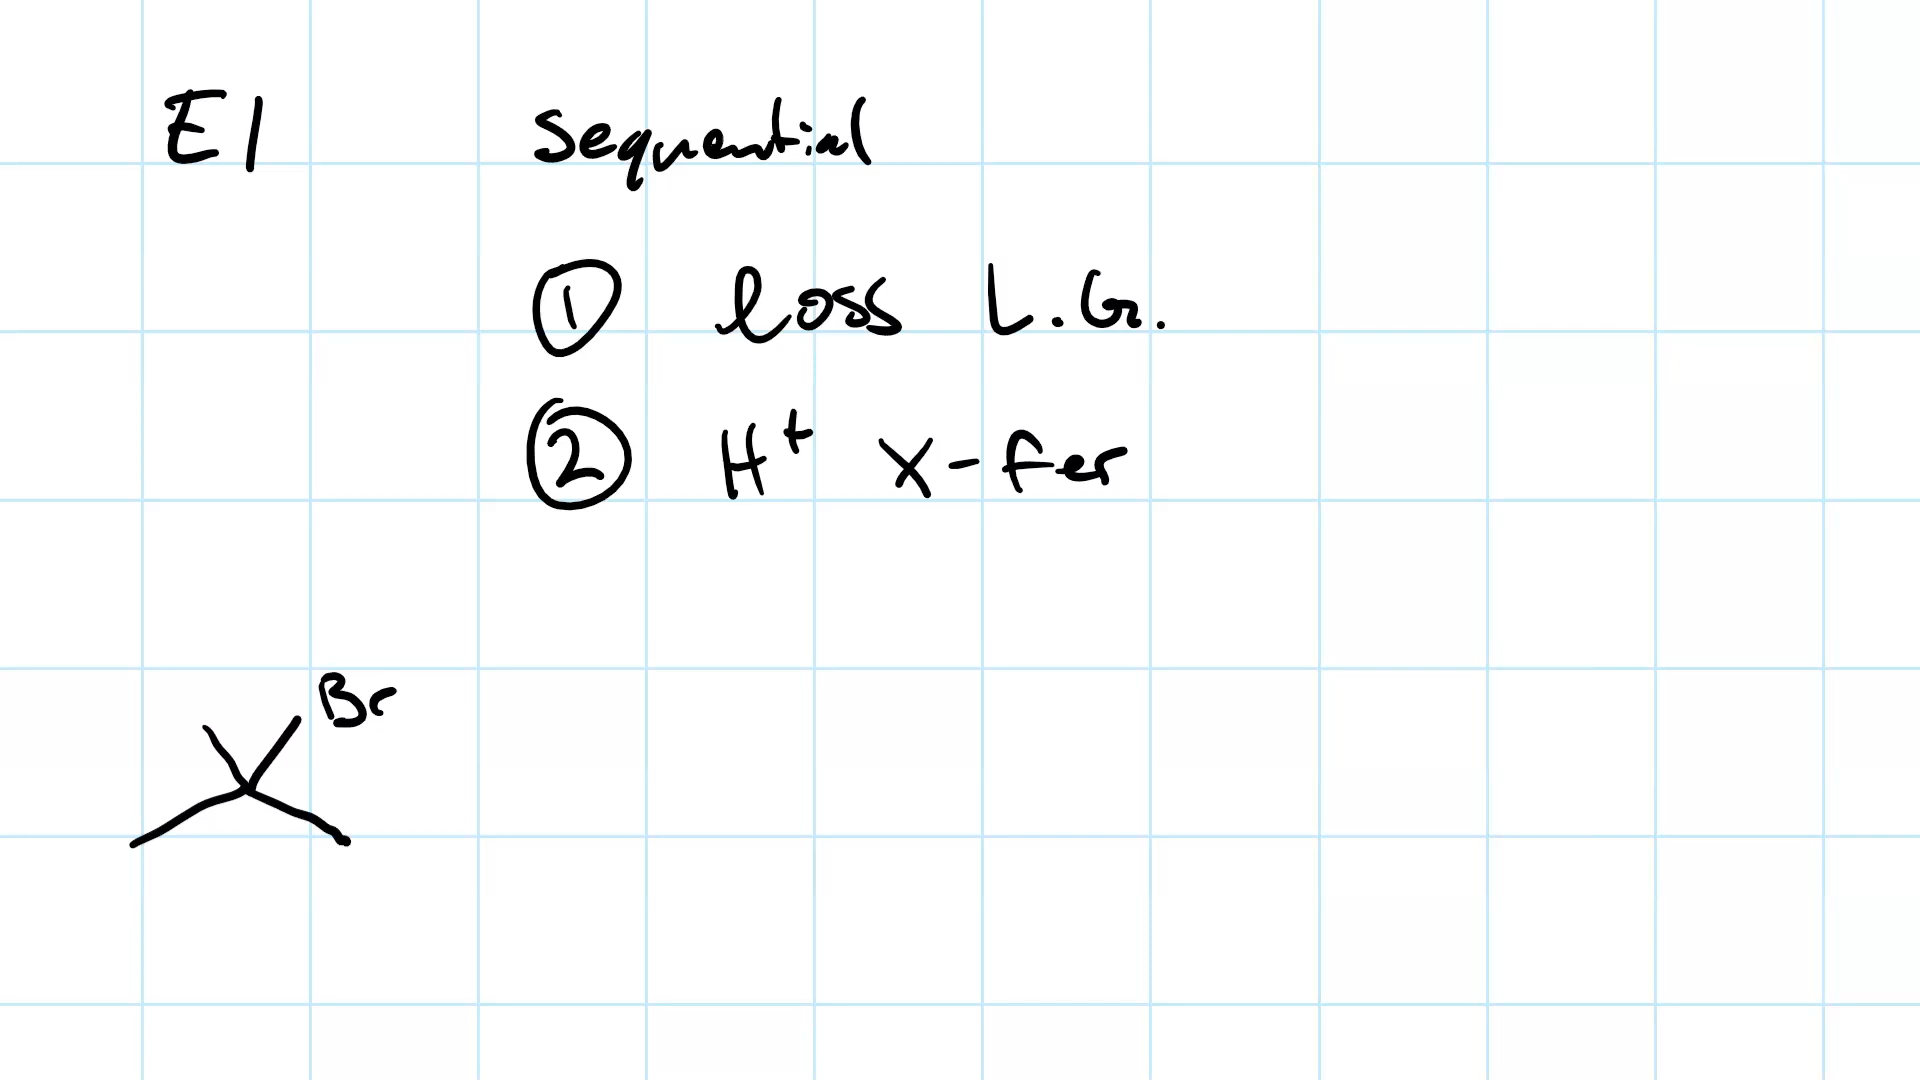 E1 sequential
① loss L.G.
② H⁺ X-fer
Br